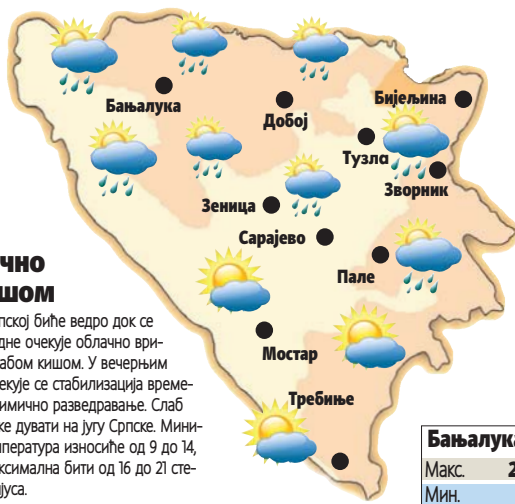 Бањалука
Добој
Бијељина
Тузла
Зворник
Зеница
Сарајево
Пале
Мостар
Требиње
чно
шом
пској биће ведро док се
дне очекује облачно ври-
абом кишом. У вечерњим
екује се стабилизација време-
имично разведравање. Слаб
ке дувати на југу Српске. Мини-
мпература износиће од 9 до 14,
ксимална бити од 16 до 21 сте-
јуса.
Бањалука
Макс. 2
Мин.